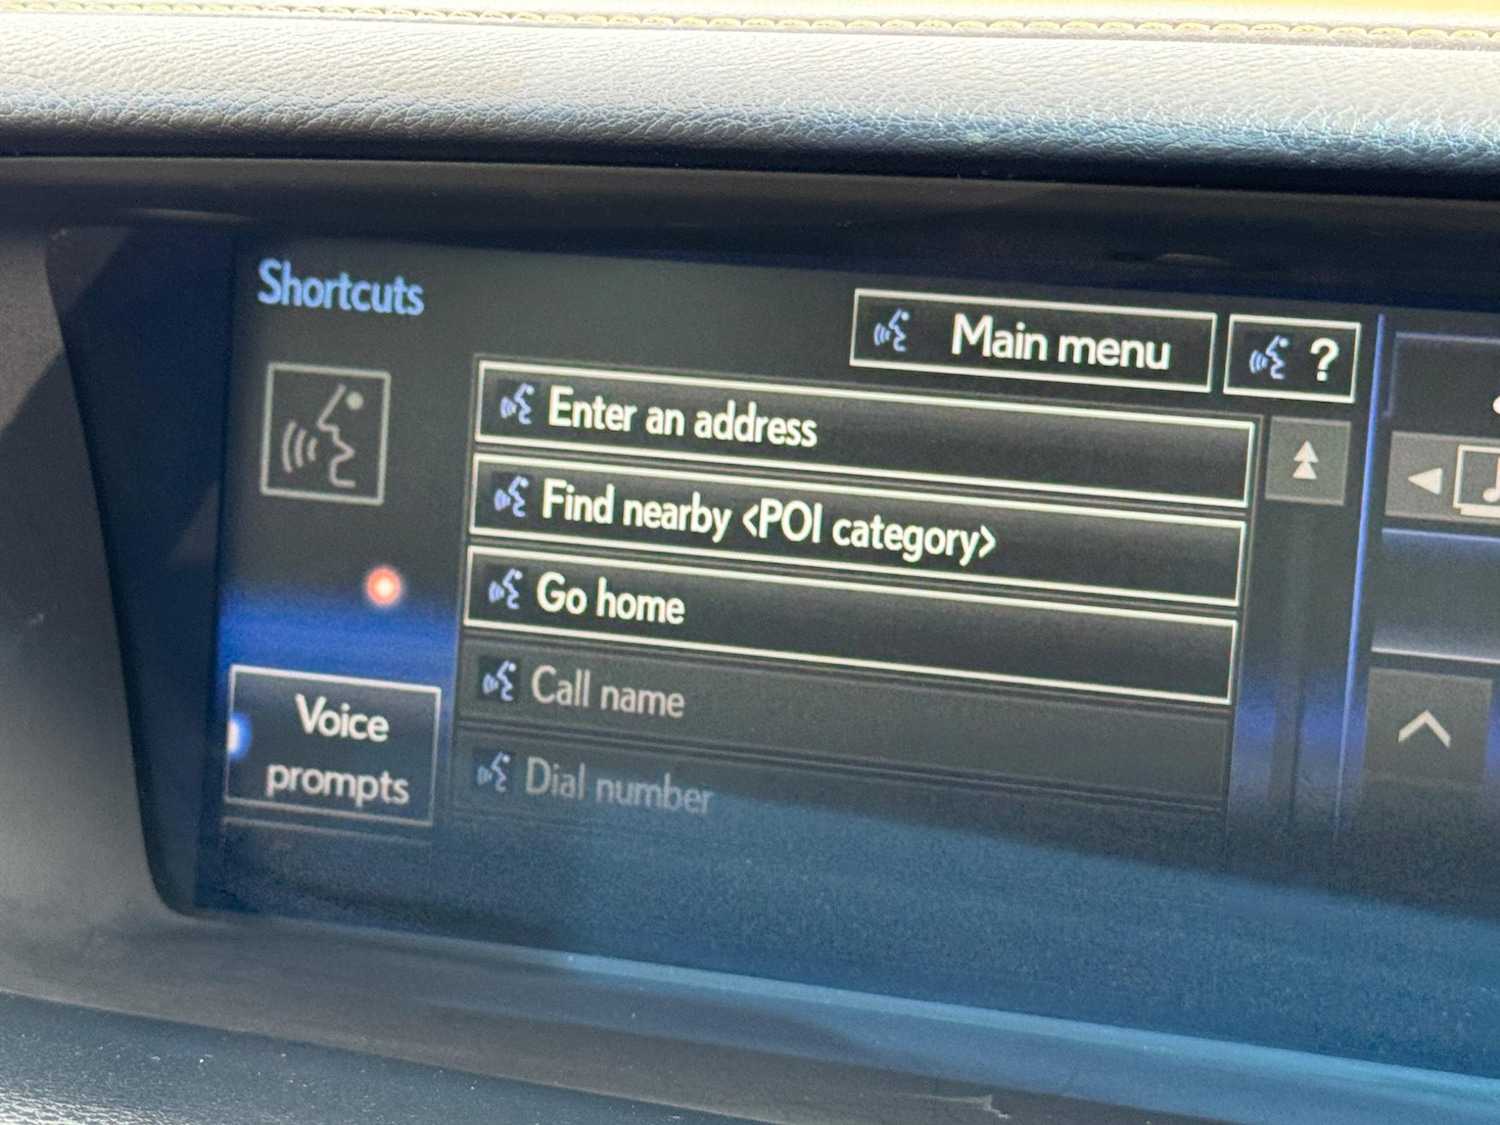 Shortcuts
Main menu
?
Enter an address
Find nearby <POI category>
Go home
Call name
Dial number
Voice
prompts